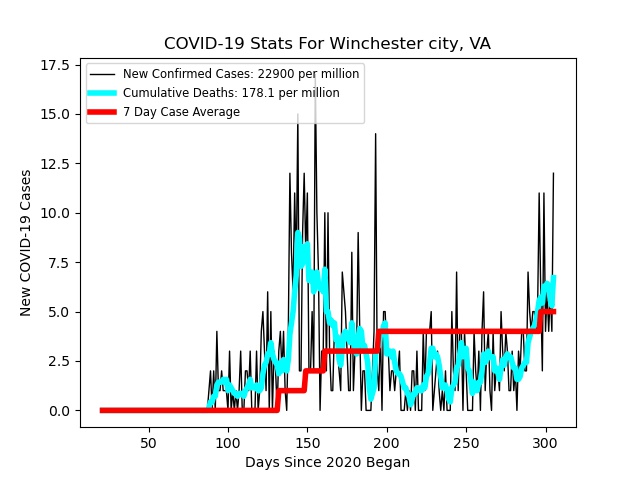 COVID-19 Stats For Winchester city, VA
New Confirmed Cases: 22900 per million
Cumulative Deaths: 178.1 per million
7 Day Case Average
17.5
15.0
12.5
10.0
7.5
5.0
2.5
0.0
New COVID-19 Cases
50 100 150 200 250 300
Days Since 2020 Began